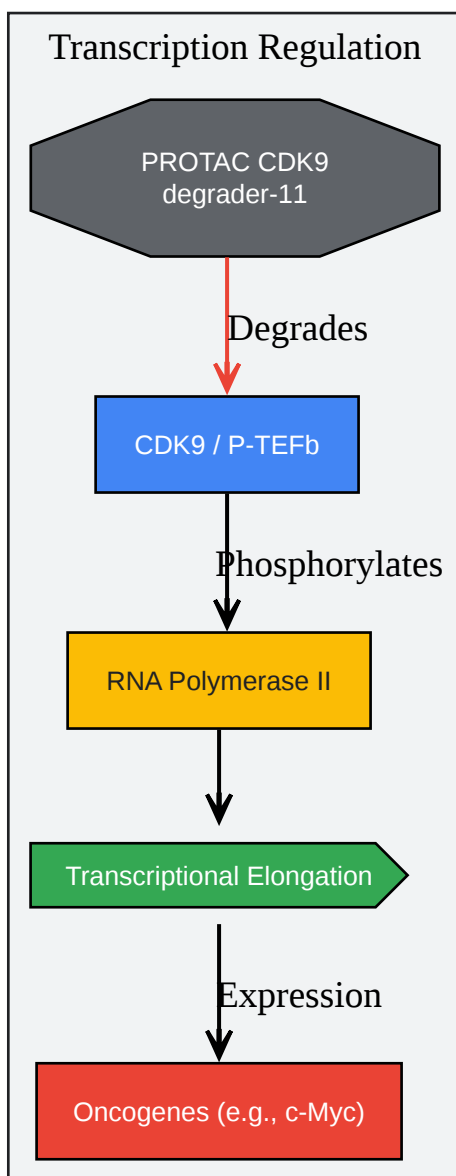 Transcription Regulation
PROTAC CDK9
degrader-11
Degrades
CDK9 / P-TEFb
Phosphorylates
RNA Polymerase II
Transcriptional Elongation
Expression
Oncogenes (e.g., c-Myc)